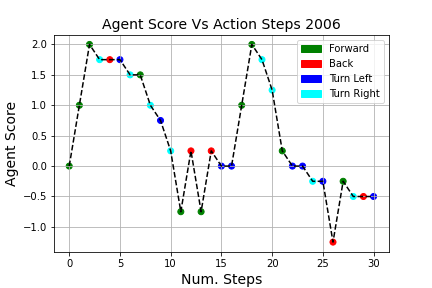 Agent Score Vs Action Steps 2006
Agent Score
2.0
1.5
1.0
0.5
0.0
−0.5
−1.0
Forward
Back
Turn Left
Turn Right
0 5 10 15 20 25 30
Num. Steps